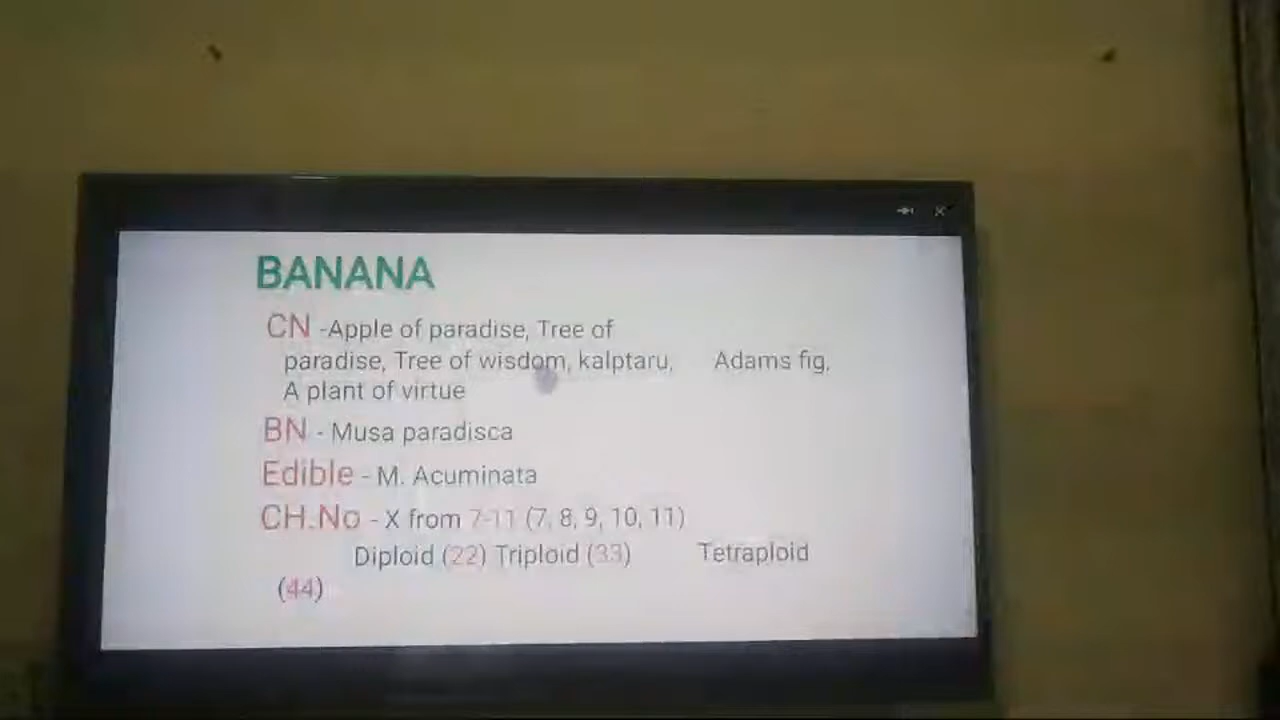 BANANA
CN -Apple of paradise, Tree of
paradise, Tree of wisdom, kalptaru, Adams fig,
A plant of virtue
BN - Musa paradisca
Edible - M. Acuminata
CH.No - X from 7-11 (7, 8, 9, 10, 11)
Diploid (22) Triploid (33) Tetraploid
(44)